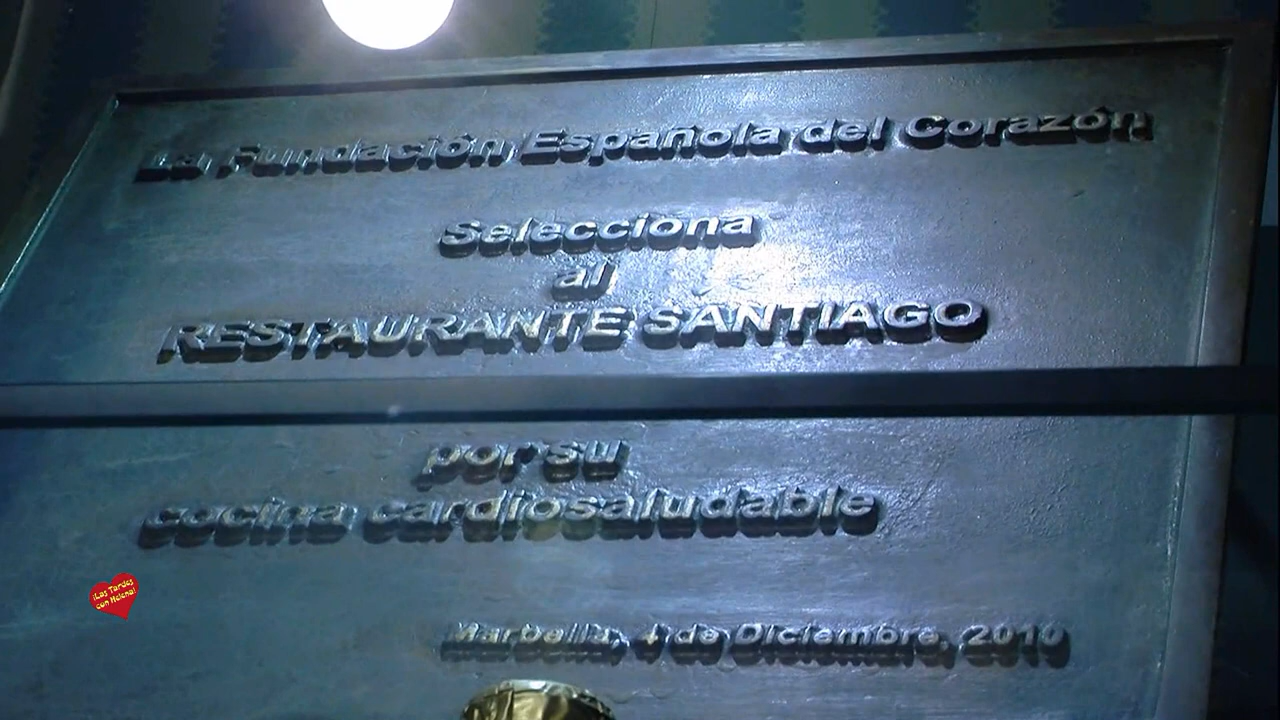 La Fundación Española del Corazón
Selecciona
al
RESTAURANTE SANTIAGO
por su
cocina cardiosaludable
Marbella, 4 de Diciembre, 2010
¡Las Tardes
con Helena!